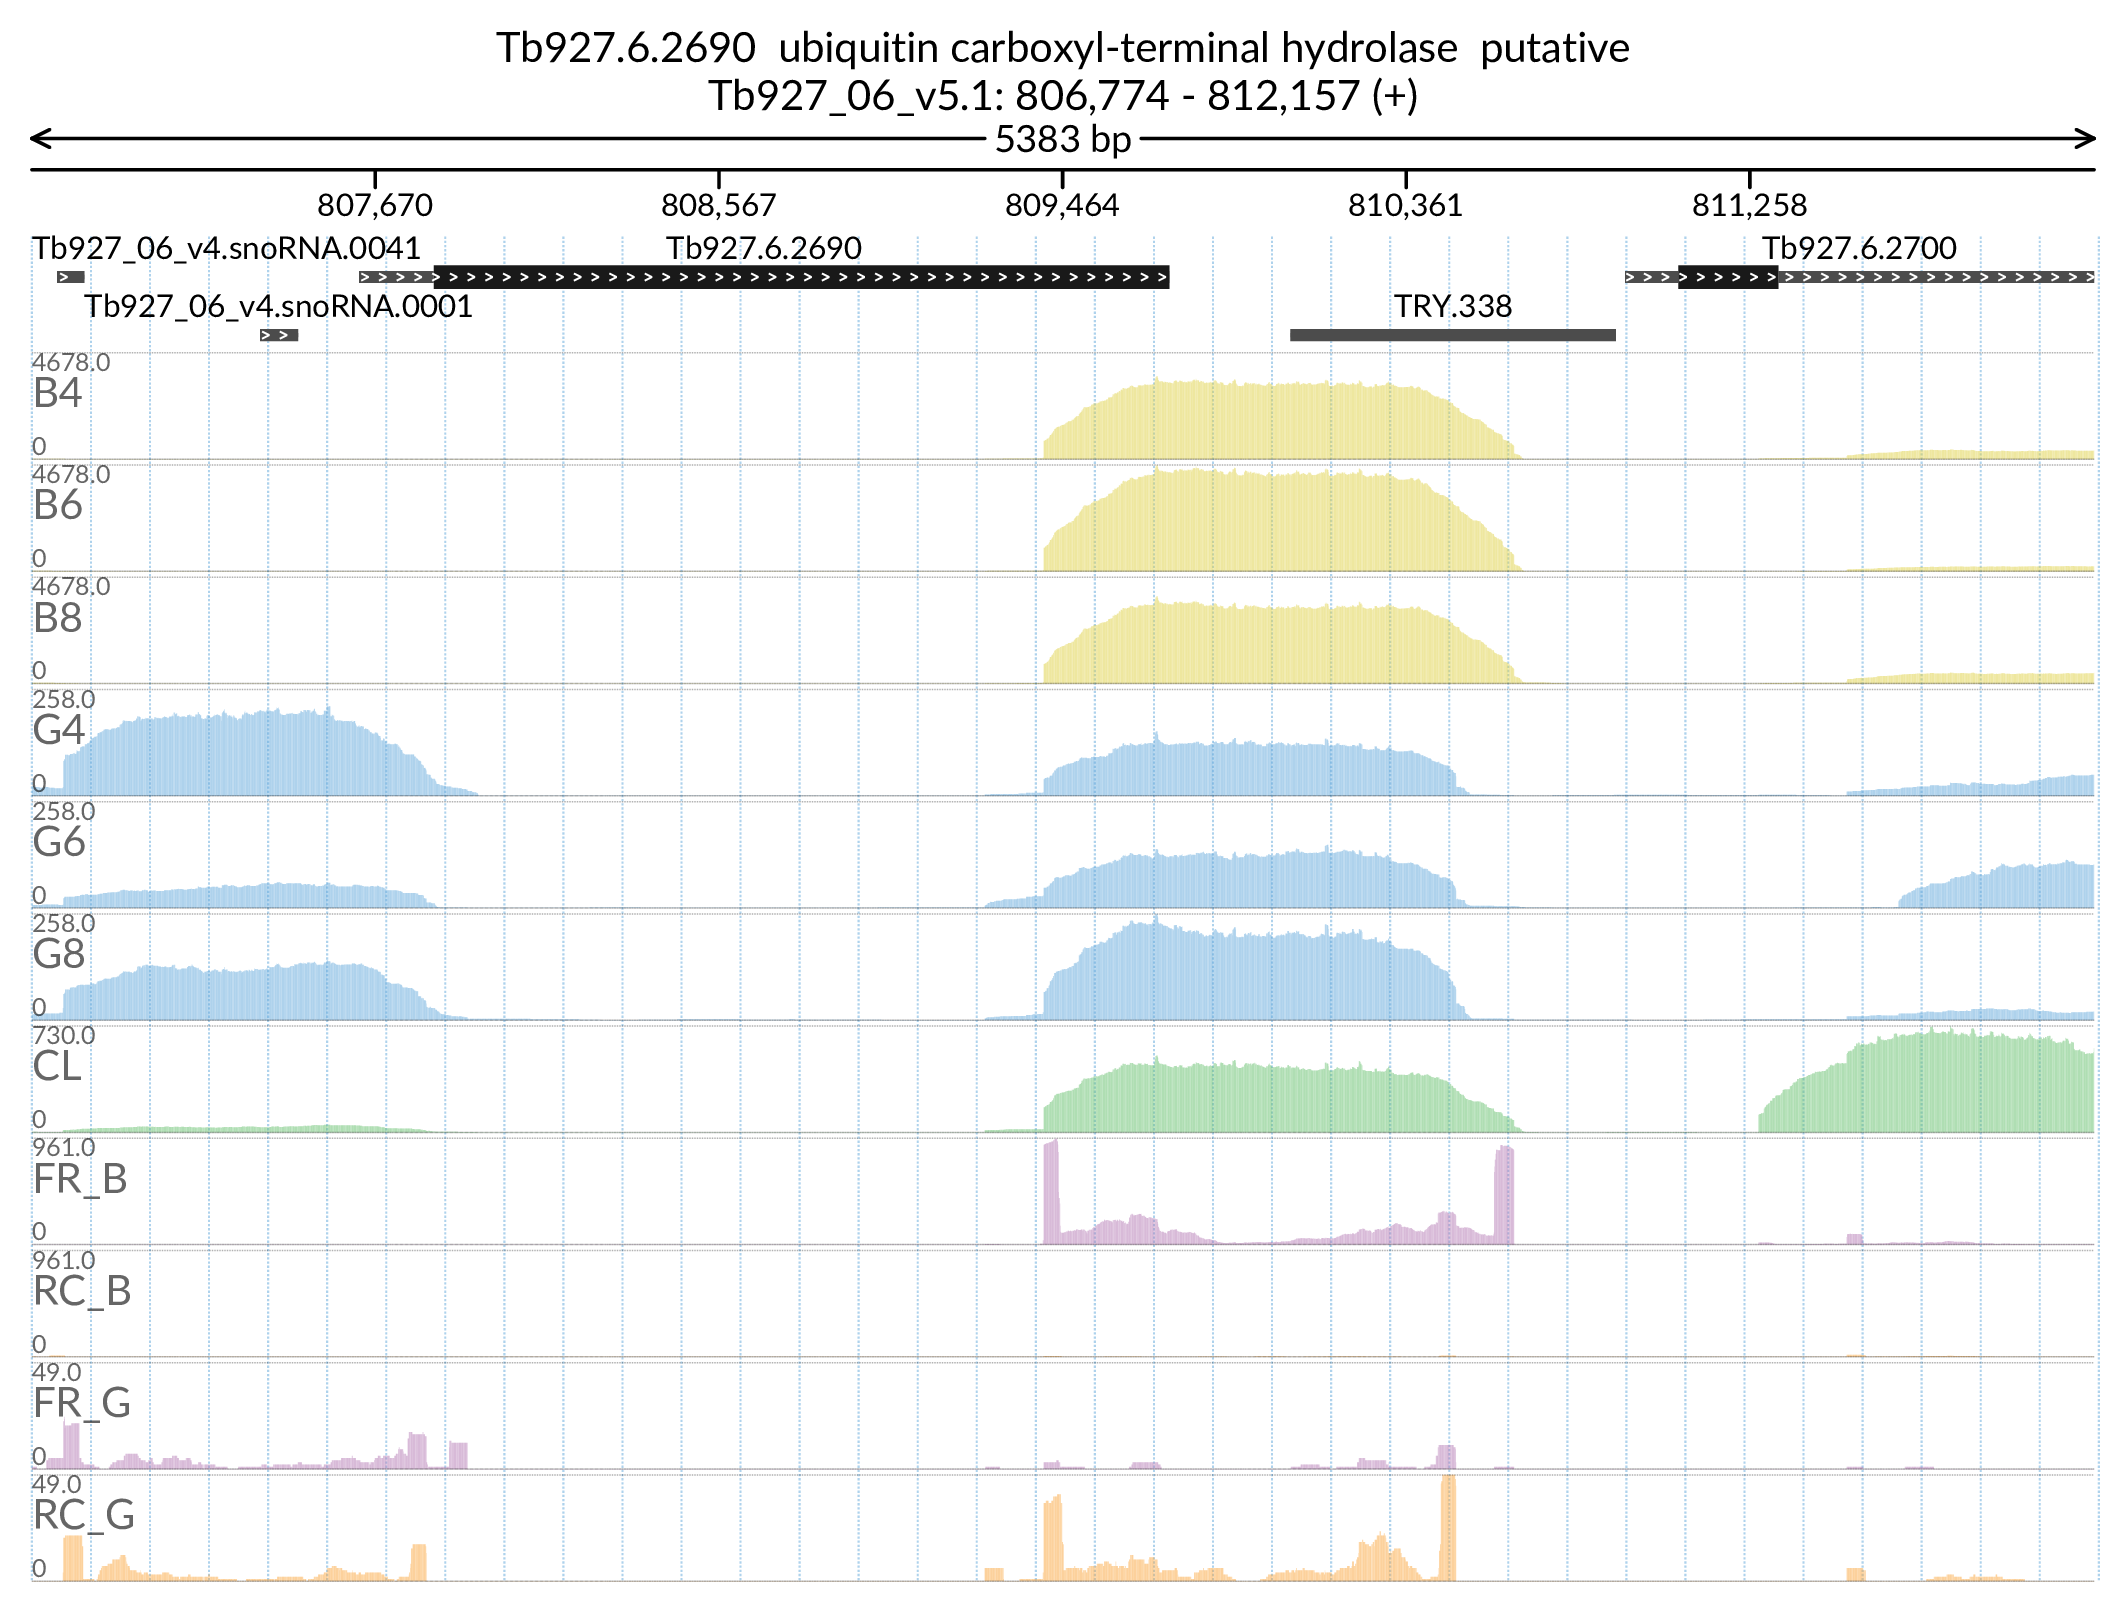 Tb927.6.2690  ubiquitin carboxyl-terminal hydrolase  putative
Tb927_06_v5.1: 806,774 - 812,157 (+)
5383 bp
807,670 808,567 809,464 810,361 811,258
Tb927_06_v4.snoRNA.0041 Tb927.6.2690 Tb927.6.2700
Tb927_06_v4.snoRNA.0001 TRY.338
4678.0
B4
0
4678.0
B6
0
4678.0
B8
0
258.0
G4
0
258.0
G6
0
258.0
G8
0
730.0
CL
0
961.0
FR_B
0
961.0
RC_B
0
49.0
FR_G
0
49.0
RC_G
0